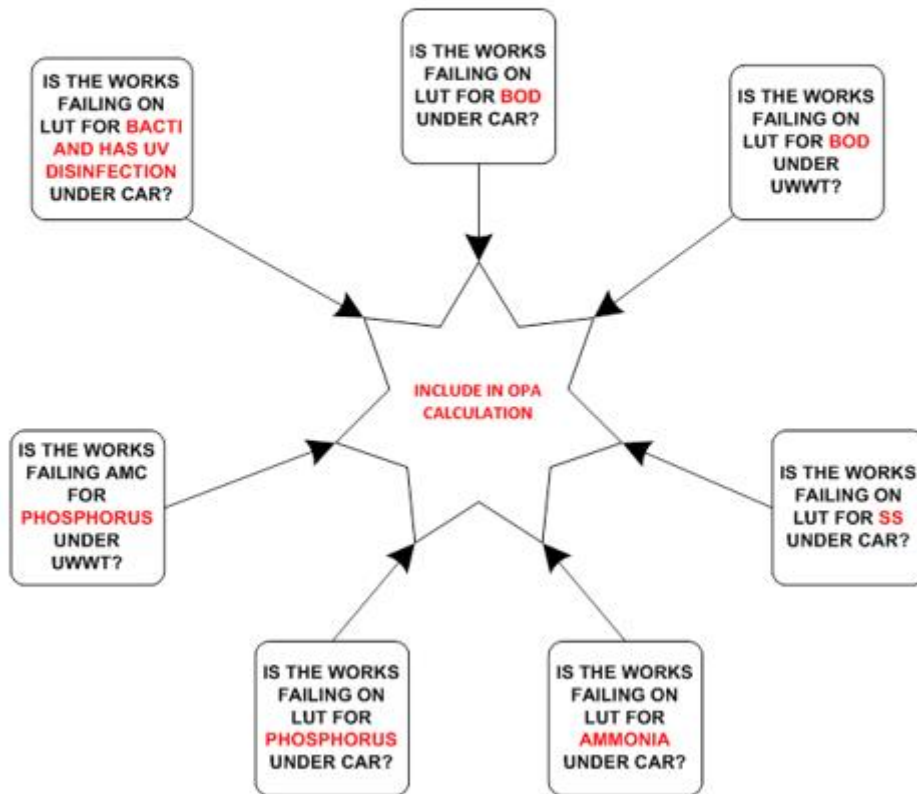 IS THE WORKS
FAILING ON
LUT FOR BOD
UNDER CAR?
IS THE WORKS
FAILING ON
LUT FOR BACTI
AND HAS UV
DISINFECTION
UNDER CAR?
IS THE WORKS
FAILING ON
LUT FOR BOD
UNDER
UWWT?
INCLUDE IN OPA
CALCULATION
IS THE WORKS
FAILING AMC
FOR
PHOSPHORUS
UNDER
UWWT?
IS THE WORKS
FAILING ON
LUT FOR SS
UNDER CAR?
IS THE WORKS
FAILING ON
LUT FOR
PHOSPHORUS
UNDER CAR?
IS THE WORKS
FAILING ON
LUT FOR
AMMONIA
UNDER CAR?